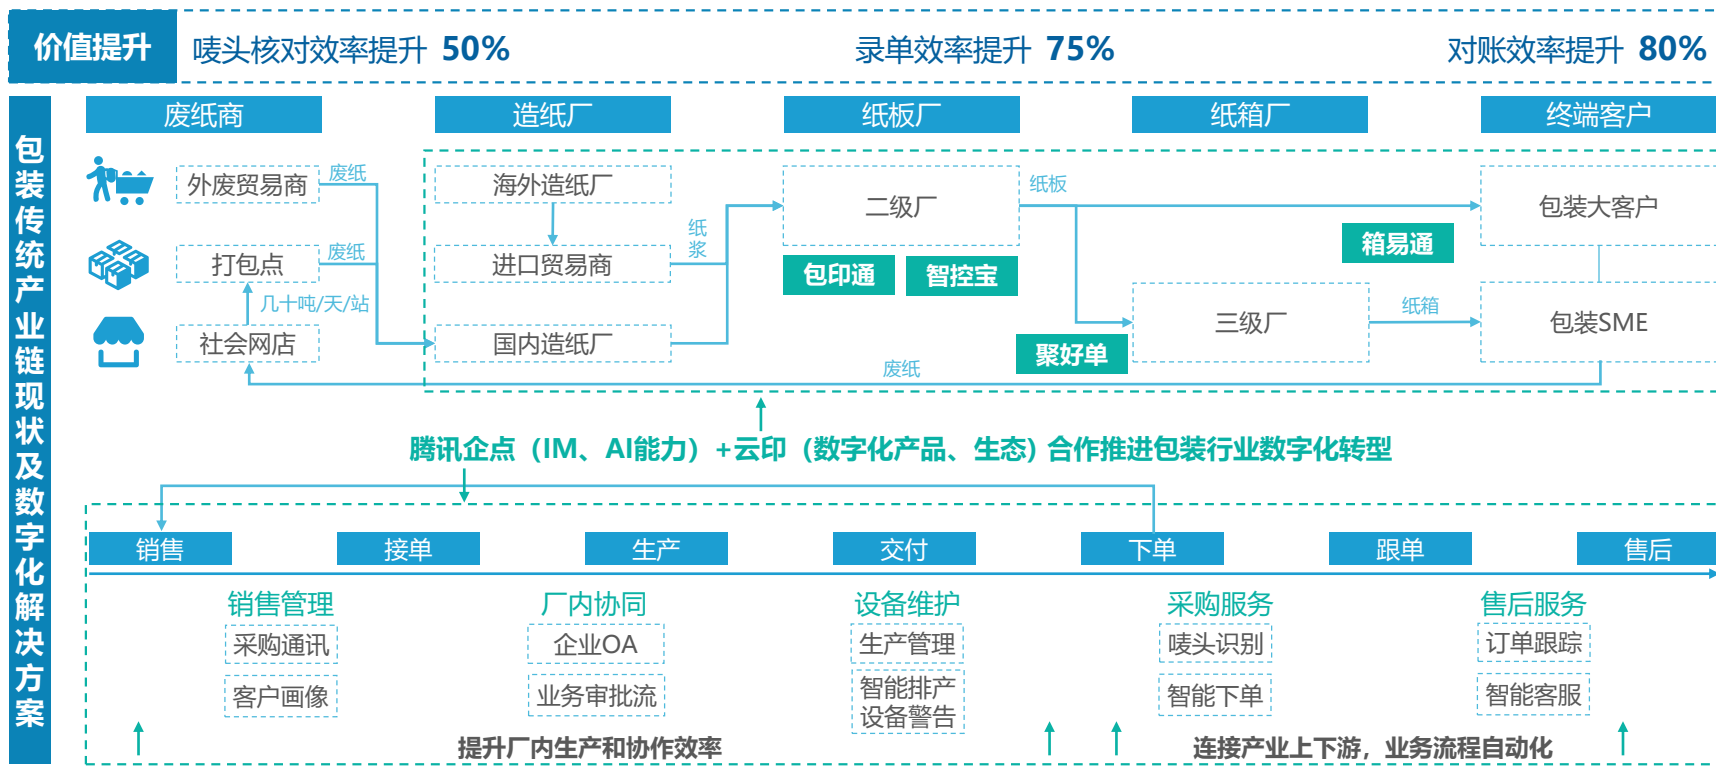 价值提升
唛头核对效率提升 50%
录单效率提升 75%
对账效率提升 80%
包装传统产业链现状及数字化解决方案
废纸商
造纸厂
纸板厂
纸箱厂
终端客户
外废贸易商
废纸
海外造纸厂
二级厂
纸板
包装大客户
打包点
废纸
进口贸易商
纸浆
包印通
智控宝
箱易通
几十吨/天/站
社会网店
国内造纸厂
聚好单
三级厂
纸箱
包装SME
废纸
腾讯企点（IM、AI能力）+云印（数字化产品、生态) 合作推进包装行业数字化转型
销售
接单
生产
交付
下单
跟单
售后
销售管理
厂内协同
设备维护
采购服务
售后服务
采购通讯
企业OA
生产管理
唛头识别
订单跟踪
客户画像
业务审批流
智能排产
设备警告
智能下单
智能客服
提升厂内生产和协作效率
连接产业上下游，业务流程自动化